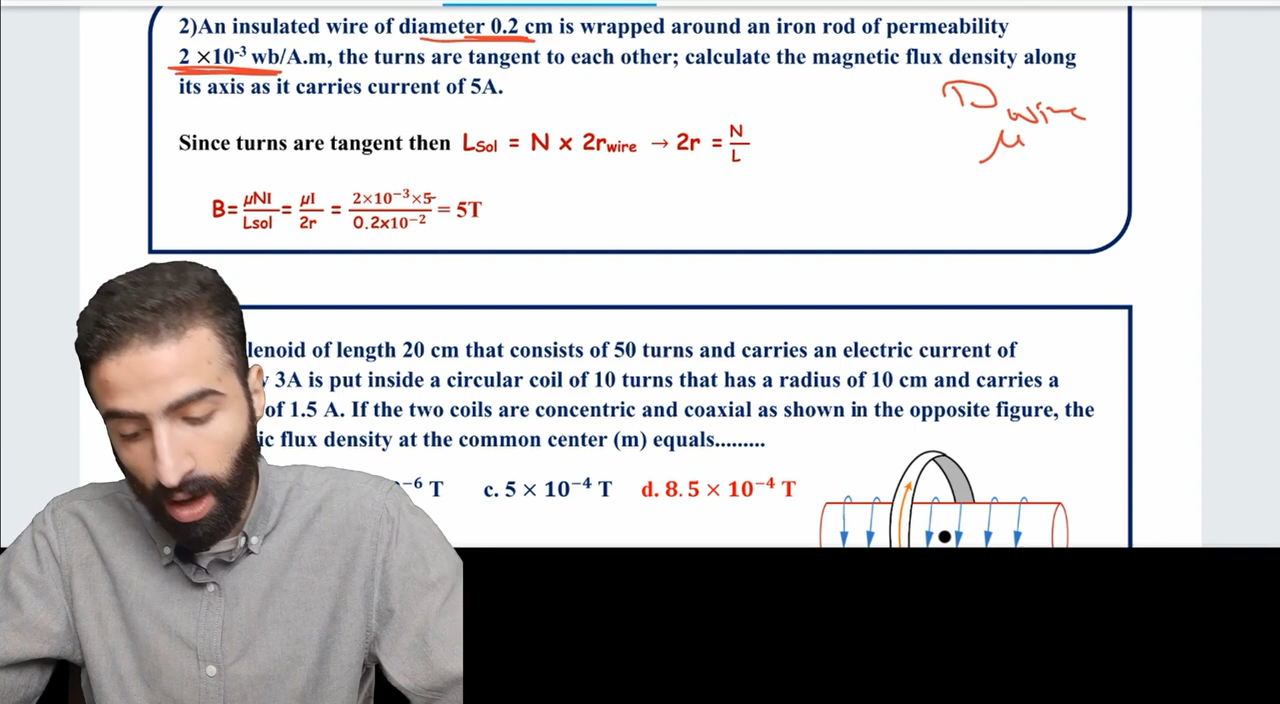 2)An insulated wire of diameter 0.2 cm is wrapped around an iron rod of permeability
2 ×10⁻³ wb/A.m, the turns are tangent to each other; calculate the magnetic flux density along
its axis as it carries current of 5A.
D wire
μ
Since turns are tangent then LSol = N x 2rwire → 2r = N/L
B= μNI/Lsol = μI/2r = 2×10⁻³×5/0.2x10⁻² = 5T
lenoid of length 20 cm that consists of 50 turns and carries an electric current of
3A is put inside a circular coil of 10 turns that has a radius of 10 cm and carries a
of 1.5 A. If the two coils are concentric and coaxial as shown in the opposite figure, the
ic flux density at the common center (m) equals.........
⁻⁶ T c. 5 × 10⁻⁴ T d. 8. 5 × 10⁻⁴ T